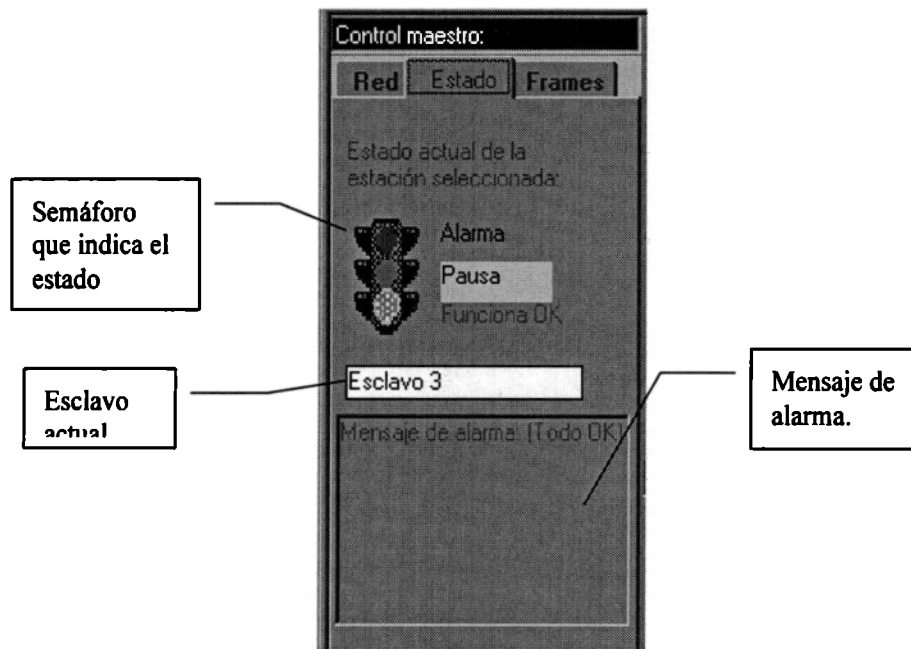 Control maestro:
Red Estado Frames
Estado actual de la
estación seleccionada:
Semáforo
que indica el
estado
Alarma
Pausa
Funciona OK
Esclavo 3
Esclavo
actual
Mensaje de alarma: (Todo OK)
Mensaje de
alarma.